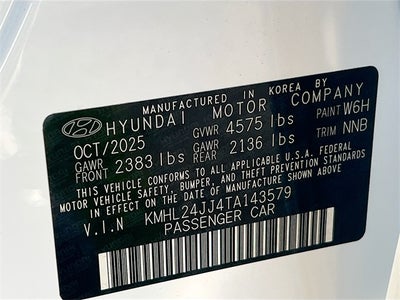 MANUFACTURED IN KOREA BY
HYUNDAI MOTOR COMPANY
OCT/2025 GVWR 4575 lbs PAINT W6H
GAWR FRONT 2383 lbs GAWR REAR 2136 lbs TRIM NNB
THIS VEHICLE CONFORMS TO ALL APPLICABLE U.S.A. FEDERAL
MOTOR VEHICLE SAFETY, BUMPER, AND THEFT PREVENTION STANDARDS
IN EFFECT ON THE DATE OF MANUFACTURE SHOWN ABOVE.
V.I.N KMHL24JJ4TA143579
PASSENGER CAR